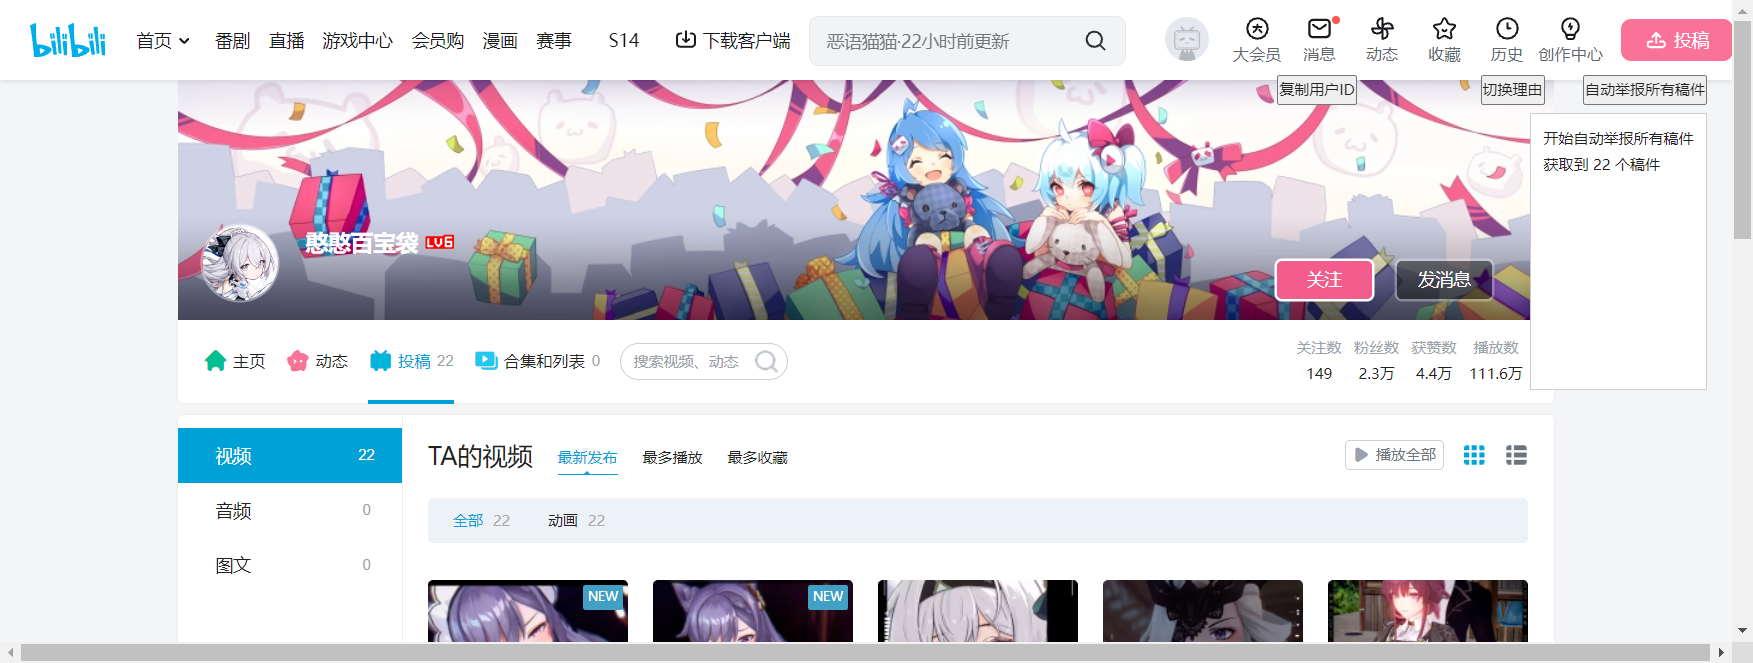 bilibili 首页 番剧 直播 游戏中心 会员购 漫画 赛事 S14 下载客户端 恶语猫猫·22小时前更新 大会员 消息 动态 收藏 历史 创作中心 投稿
复制用户ID 切换理由 自动举报所有稿件
开始自动举报所有稿件
获取到 22 个稿件
憨憨百宝袋 LV6
关注 发消息
主页 动态 投稿 22 合集和列表 0 搜索视频、动态
关注数 粉丝数 获赞数 播放数
149 2.3万 4.4万 111.6万
视频 22
音频 0
图文 0
TA的视频 最新发布 最多播放 最多收藏 播放全部
全部 22 动画 22
NEW NEW